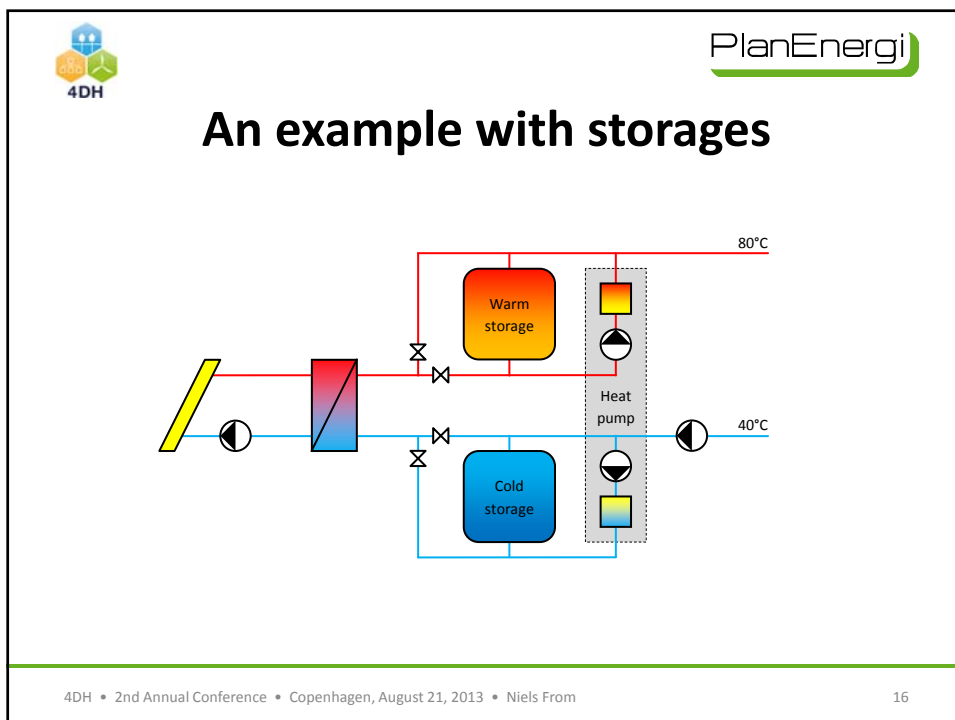 4DH
PlanEnergi
An example with storages
80°C
Warm
storage
Heat
pump
40°C
Cold
storage
4DH • 2nd Annual Conference • Copenhagen, August 21, 2013 • Niels From
16